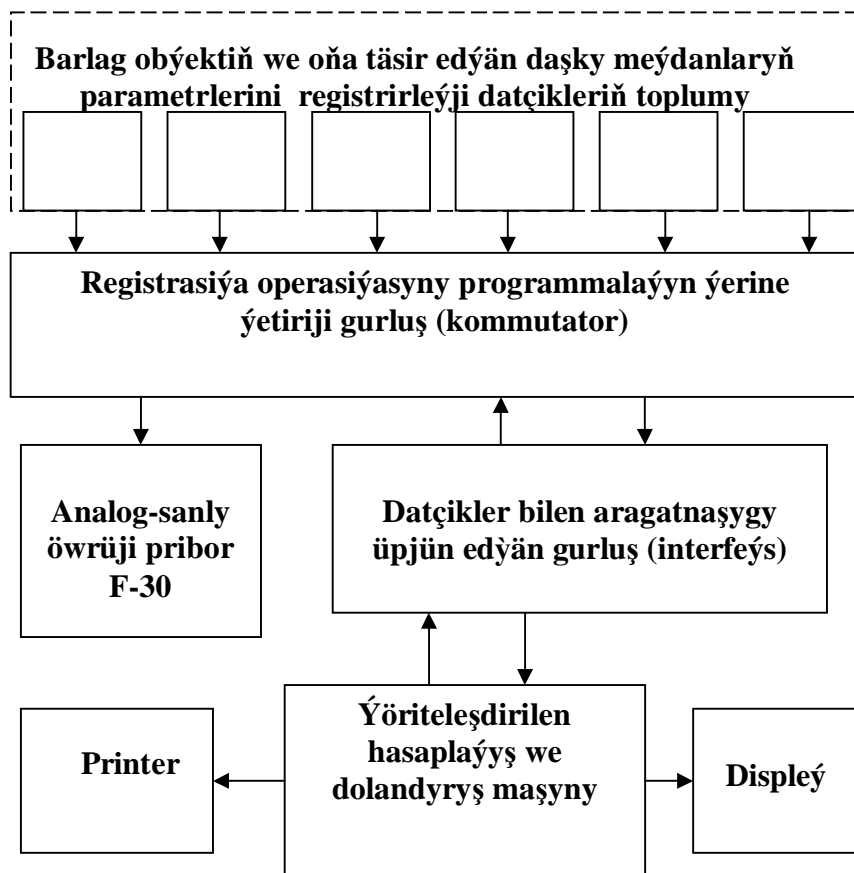 Barlag obýektiň we oňa täsir edýän daşky meýdanlaryň
parametrlerini registrirleýji datçikleriň toplumy
Registrasiýa operasiýasyny programmalaýyn ýerine
ýetiriji gurluş (kommutator)
Analog-sanly
öwrüji pribor
F-30
Datçikler bilen aragatnaşygy
üpjün edỳän gurluş (interfeýs)
Ýöriteleşdirilen
hasaplaýyş we
dolandyryş maşyny
Printer
Displeý